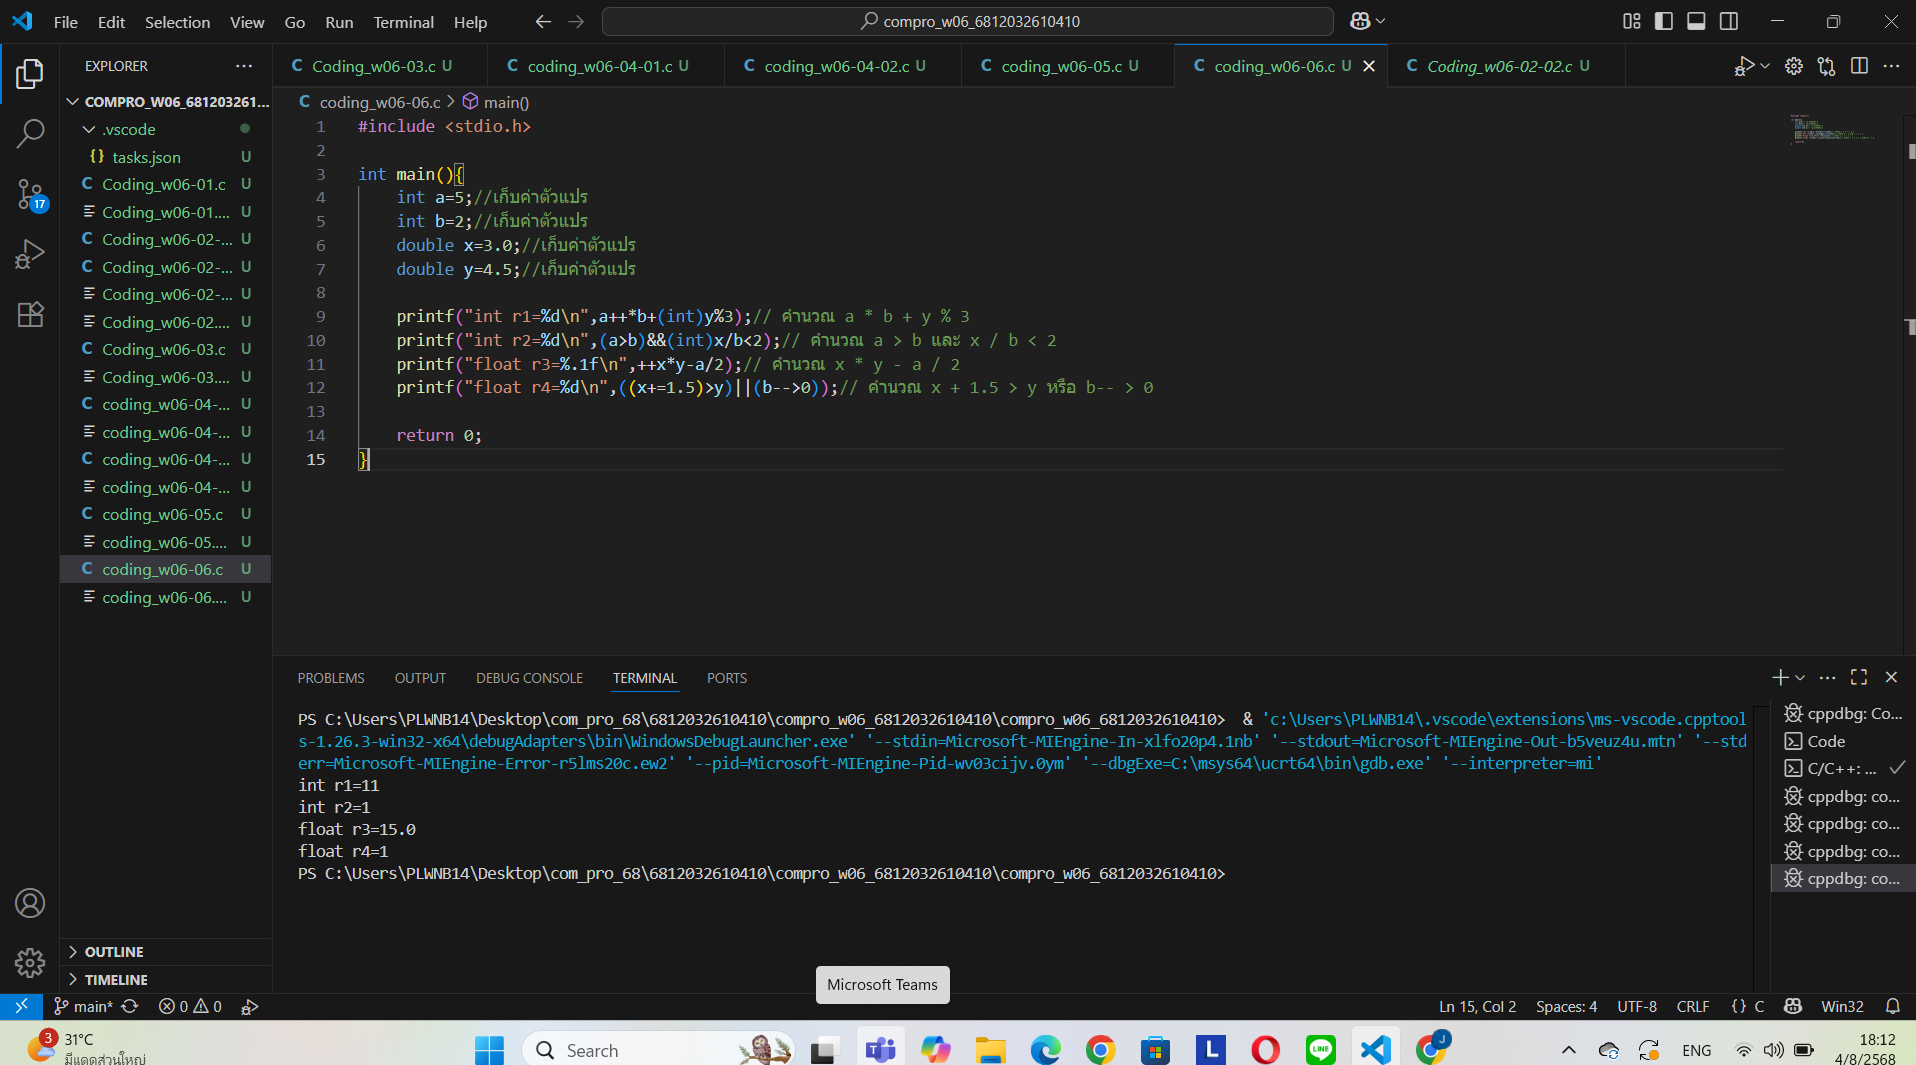 File Edit Selection View Go Run Terminal Help
compro_w06_6812032610410
EXPLORER
COMPRO_W06_681203261...
.vscode
tasks.json U
Coding_w06-01.c U
Coding_w06-01.... U
Coding_w06-02-... U
Coding_w06-02-... U
Coding_w06-02-... U
Coding_w06-02.... U
Coding_w06-03.c U
Coding_w06-03.... U
coding_w06-04-... U
coding_w06-04-... U
coding_w06-04-... U
coding_w06-04-... U
coding_w06-05.c U
coding_w06-05.... U
coding_w06-06.c U
coding_w06-06.... U
OUTLINE
TIMELINE
17
Coding_w06-03.c U coding_w06-04-01.c U coding_w06-04-02.c U coding_w06-05.c U coding_w06-06.c U Coding_w06-02-02.c U
coding_w06-06.c > main()
1 #include <stdio.h>
2
3 int main(){
4 int a=5;//เก็บค่าตัวแปร
5 int b=2;//เก็บค่าตัวแปร
6 double x=3.0;//เก็บค่าตัวแปร
7 double y=4.5;//เก็บค่าตัวแปร
8
9 printf("int r1=%d\n",a++*b+(int)y%3);// คำนวณ a * b + y % 3
10 printf("int r2=%d\n",(a>b)&&(int)x/b<2);// คำนวณ a > b และ x / b < 2
11 printf("float r3=%.1f\n",++x*y-a/2);// คำนวณ x * y - a / 2
12 printf("float r4=%d\n",((x+=1.5)>y)||(b-->0));// คำนวณ x + 1.5 > y หรือ b-- > 0
13
14 return 0;
15 }
PROBLEMS OUTPUT DEBUG CONSOLE TERMINAL PORTS
PS C:\Users\PLWNB14\Desktop\com_pro_68\6812032610410\compro_w06_6812032610410\compro_w06_6812032610410> & 'c:\Users\PLWNB14\.vscode\extensions\ms-vscode.cpptool
s-1.26.3-win32-x64\debugAdapters\bin\WindowsDebugLauncher.exe' '--stdin=Microsoft-MIEngine-In-xlfo20p4.1nb' '--stdout=Microsoft-MIEngine-Out-b5veuz4u.mtn' '--std
err=Microsoft-MIEngine-Error-r5lms20c.ew2' '--pid=Microsoft-MIEngine-Pid-wv03cijv.0ym' '--dbgExe=C:\msys64\ucrt64\bin\gdb.exe' '--interpreter=mi'
int r1=11
int r2=1
float r3=15.0
float r4=1
PS C:\Users\PLWNB14\Desktop\com_pro_68\6812032610410\compro_w06_6812032610410\compro_w06_6812032610410>
cppdbg: Co...
Code
C/C++: ...
cppdbg: co...
cppdbg: co...
cppdbg: co...
cppdbg: co...
Microsoft Teams
main* 0 0 Ln 15, Col 2 Spaces: 4 UTF-8 CRLF {} C Win32
3
31°C
มีแดดส่วนใหญ่
Search
ENG
18:12
4/8/2568